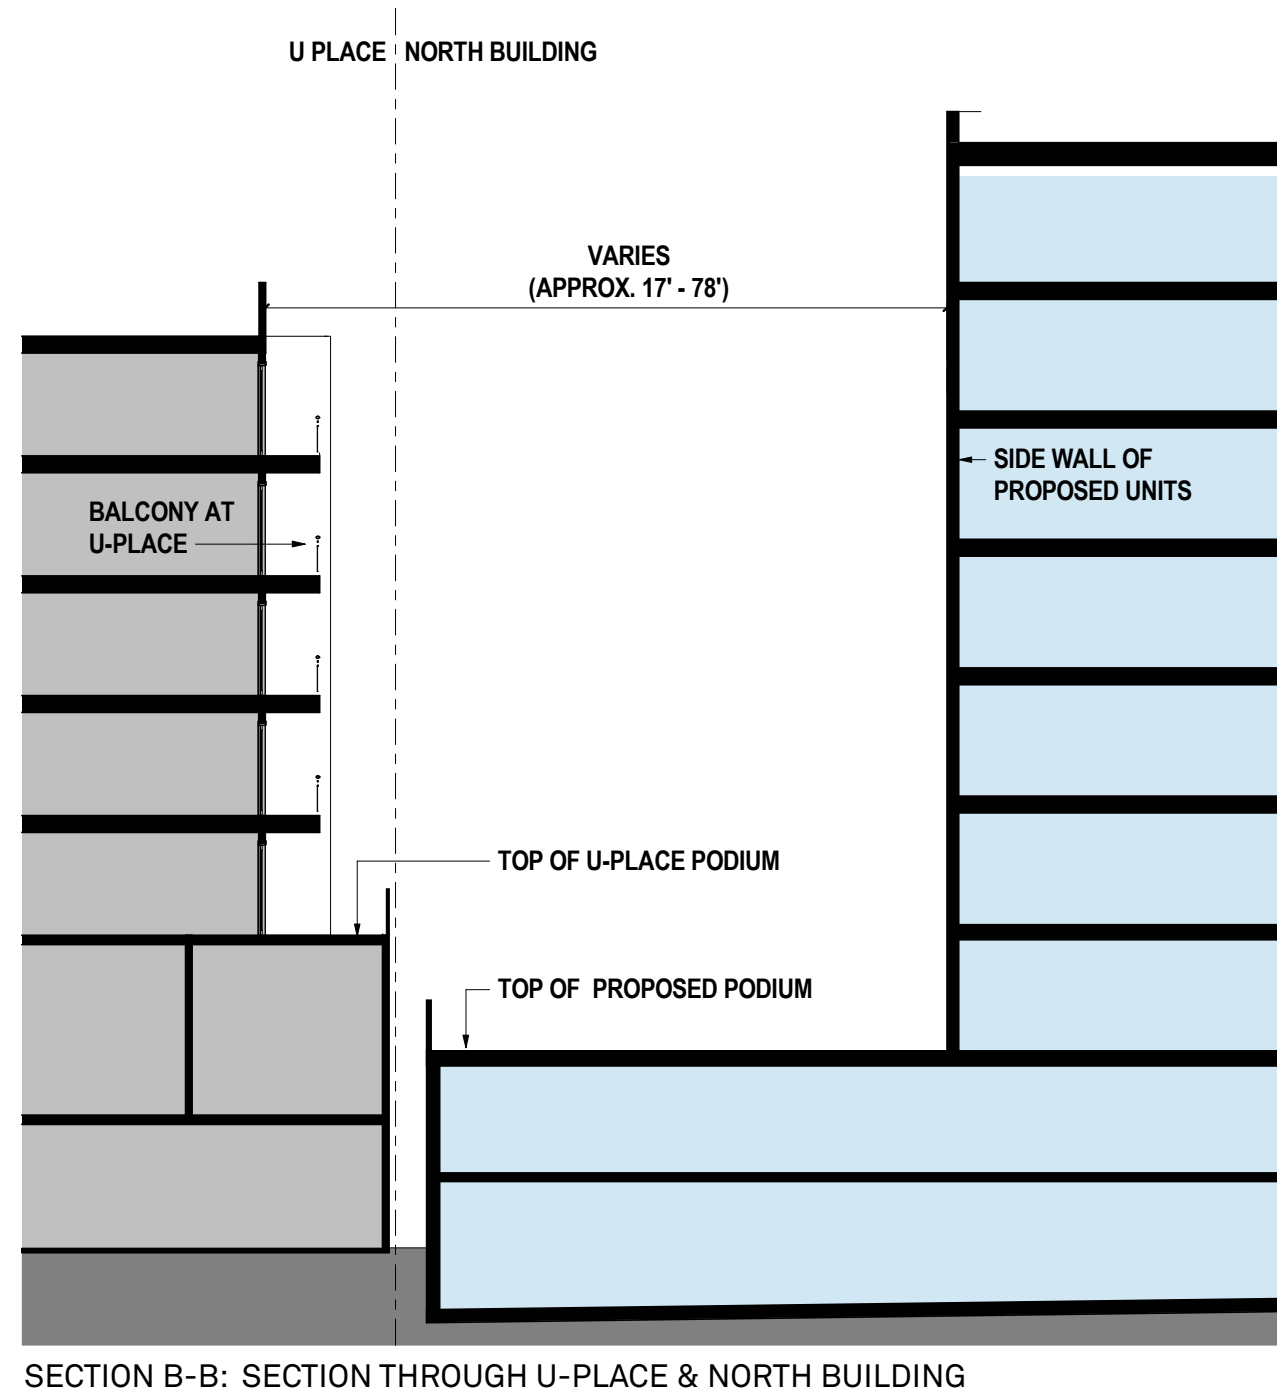 U PLACE NORTH BUILDING
VARIES
(APPROX. 17' - 78')
SIDE WALL OF
PROPOSED UNITS
BALCONY AT
U-PLACE
TOP OF U-PLACE PODIUM
TOP OF PROPOSED PODIUM
SECTION B-B: SECTION THROUGH U-PLACE & NORTH BUILDING